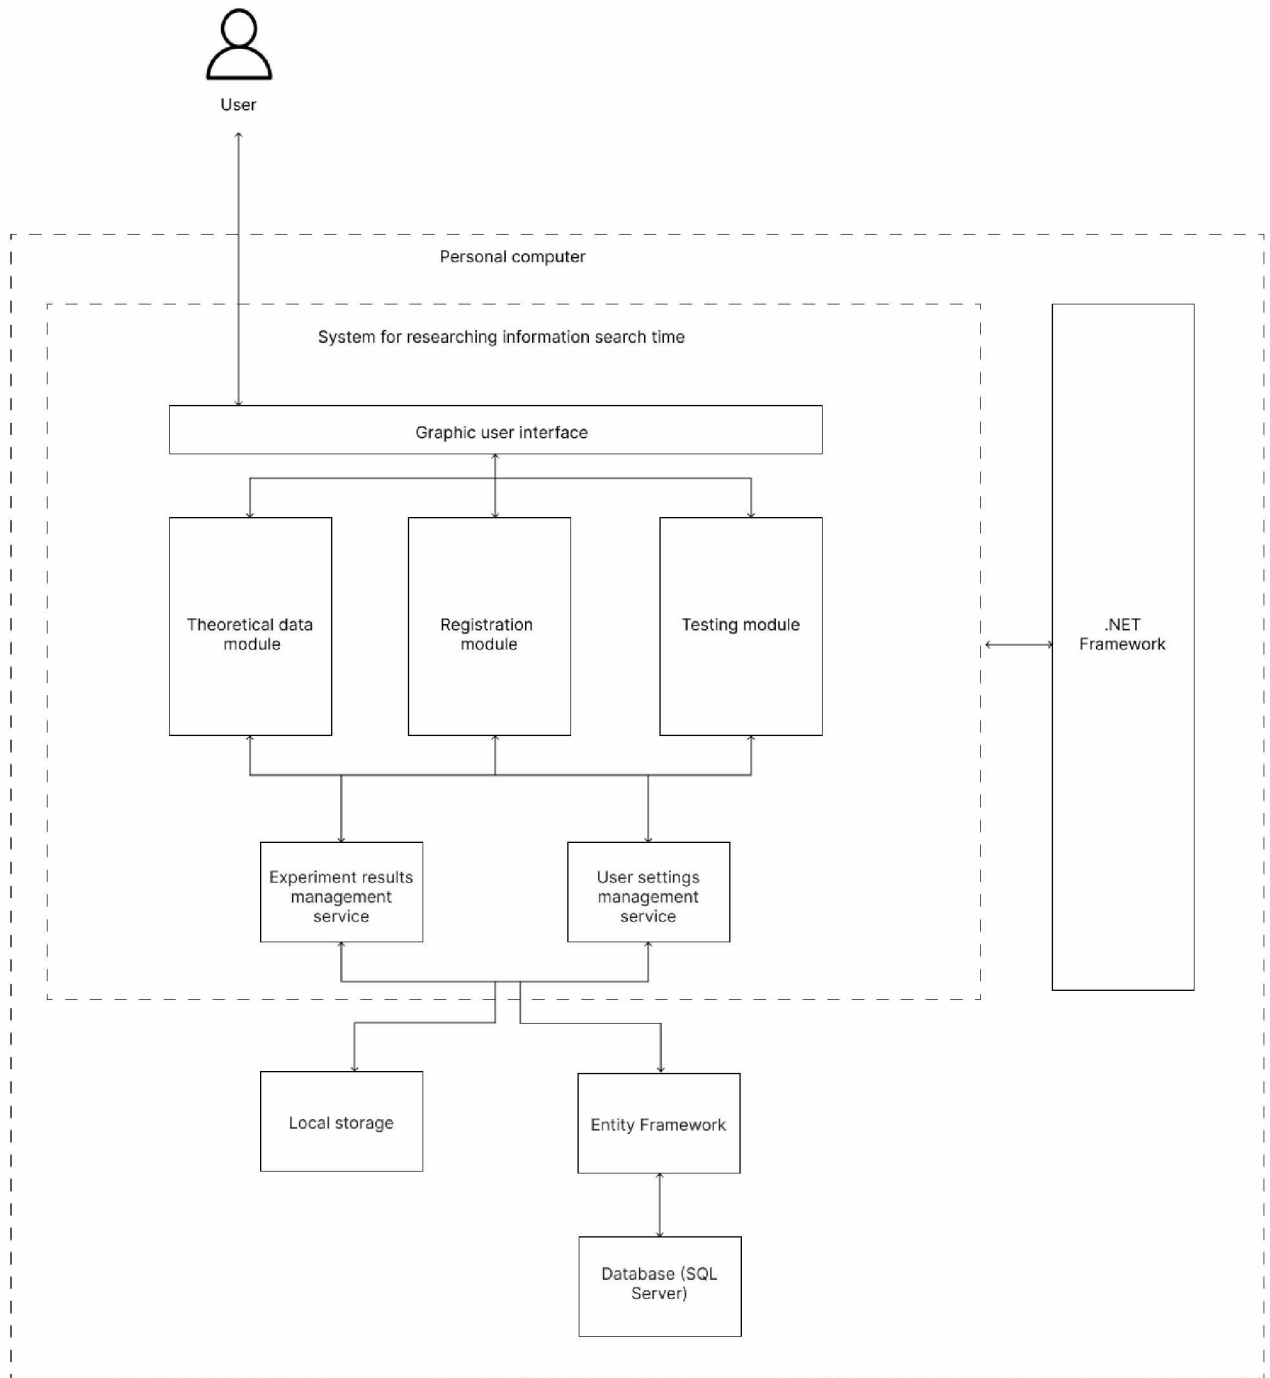 User
Personal computer
System for researching information search time
Graphic user interface
Theoretical data
module
Registration
module
Testing module
.NET
Framework
Experiment results
management
service
User settings
management
service
Local storage
Entity Framework
Database (SQL
Server)